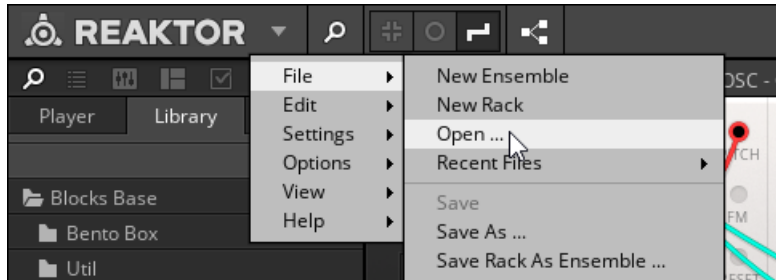 REAKTOR
File
Edit
Settings
Options
View
Help
New Ensemble
New Rack
Open ...
Recent Files
Save
Save As ...
Save Rack As Ensemble ...
Player
Library
Blocks Base
Bento Box
Util
OSC -
TCH
FM
RESET